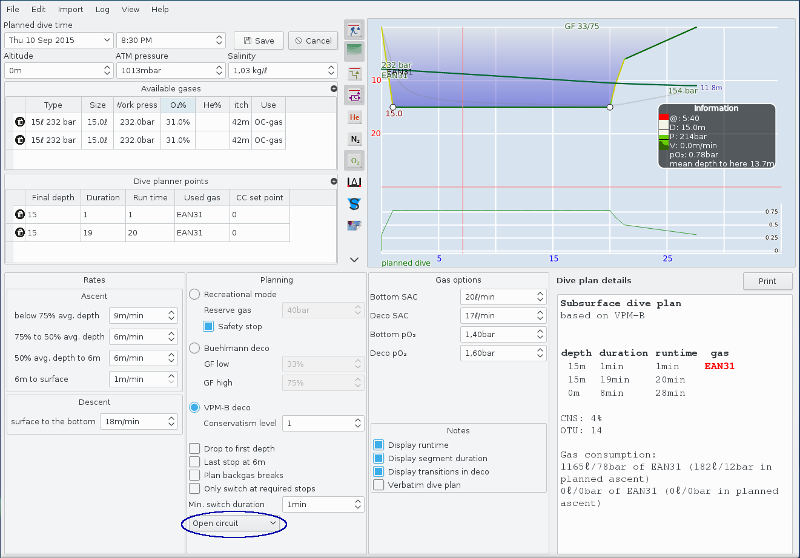 File Edit Import Log View Help
Planned dive time
Thu 10 Sep 2015 8:30 PM Save Cancel
Altitude ATM pressure Salinity
0m 1013mbar 1,03 kg/ℓ
Available gases
Type Size Work press O₂% He% itch Use
15ℓ 232 bar 15.0ℓ 232.0bar 31.0% 42m OC-gas
15ℓ 232 bar 15.0ℓ 232.0bar 31.0% 42m OC-gas
Dive planner points
Final depth Duration Run time Used gas CC set point
15 1 1 EAN31 0
15 19 20 EAN31 0
He
N₂
O₂
S
GF 33/75
232 bar
EAN31
10
20
15.0
154bar
11.8m
Information
@: 5:40
D: 15.0m
P: 214bar
V: 0.0m/min
pO₂: 0.78bar
mean depth to here 13.7m
0.75
0.5
0.25
0
planned dive
5 15 25
Rates
Ascent
below 75% avg. depth 9m/min
75% to 50% avg. depth 6m/min
50% avg. depth to 6m 6m/min
6m to surface 1m/min
Descent
surface to the bottom 18m/min
Planning
Recreational mode
Reserve gas 40bar
Safety stop
Buehlmann deco
GF low 33%
GF high 75%
VPM-B deco
Conservatism level 1
Drop to first depth
Last stop at 6m
Plan backgas breaks
Only switch at required stops
Min. switch duration 1min
Open circuit
Gas options
Bottom SAC 20ℓ/min
Deco SAC 17ℓ/min
Bottom pO₂ 1,40bar
Deco pO₂ 1,60bar
Notes
Display runtime
Display segment duration
Display transitions in deco
Verbatim dive plan
Dive plan details Print
Subsurface dive plan
based on VPM-B
depth duration runtime gas
15m 1min 1min EAN31
15m 19min 20min
0m 8min 28min
CNS: 4%
OTU: 14
Gas consumption:
1165ℓ/78bar of EAN31 (182ℓ/12bar in
planned ascent)
0ℓ/0bar of EAN31 (0ℓ/0bar in planned
ascent)